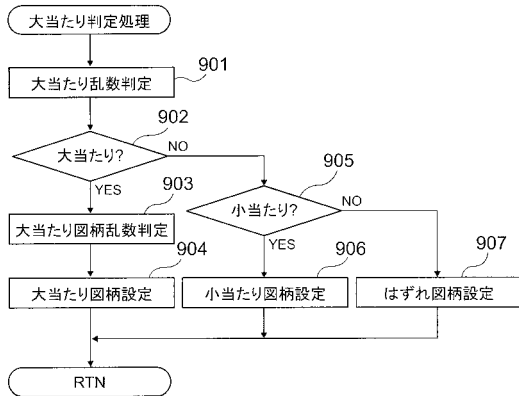 大当たり判定処理
901
大当たり乱数判定
902
大当たり?
NO
YES
905
小当たり?
NO
YES
903
大当たり図柄乱数判定
904
大当たり図柄設定
906
小当たり図柄設定
907
はずれ図柄設定
RTN